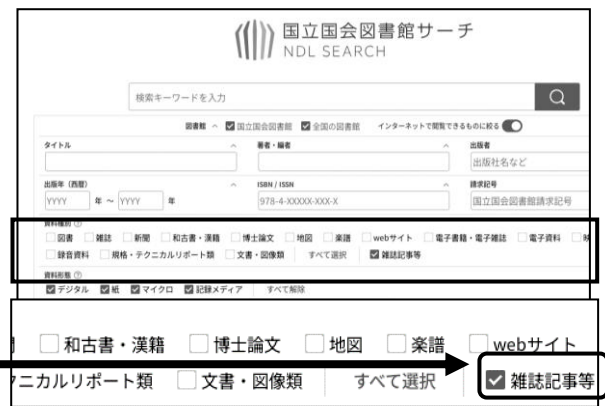 国立国会図書館サーチ
NDL SEARCH
検索キーワードを入力
図書館 国立国会図書館 全国の図書館 インターネットで閲覧できるものに絞る
タイトル 著者・編者 出版者
出版社名など
出版年（西暦） ISBN / ISSN 請求記号
YYYY 年 ～ YYYY 年 978-4-XXXXX-XXX-X 国立国会図書館請求記号
資料種別
図書 雑誌 新聞 和古書・漢籍 博士論文 地図 楽譜 webサイト 電子書籍・電子雑誌 電子資料 映
録音資料 規格・テクニカルリポート類 文書・図像類 すべて選択 雑誌記事等
資料形態
デジタル 紙 マイクロ 記録メディア すべて解除
和古書・漢籍 博士論文 地図 楽譜 webサイト
ニカルリポート類 文書・図像類 すべて選択 雑誌記事等